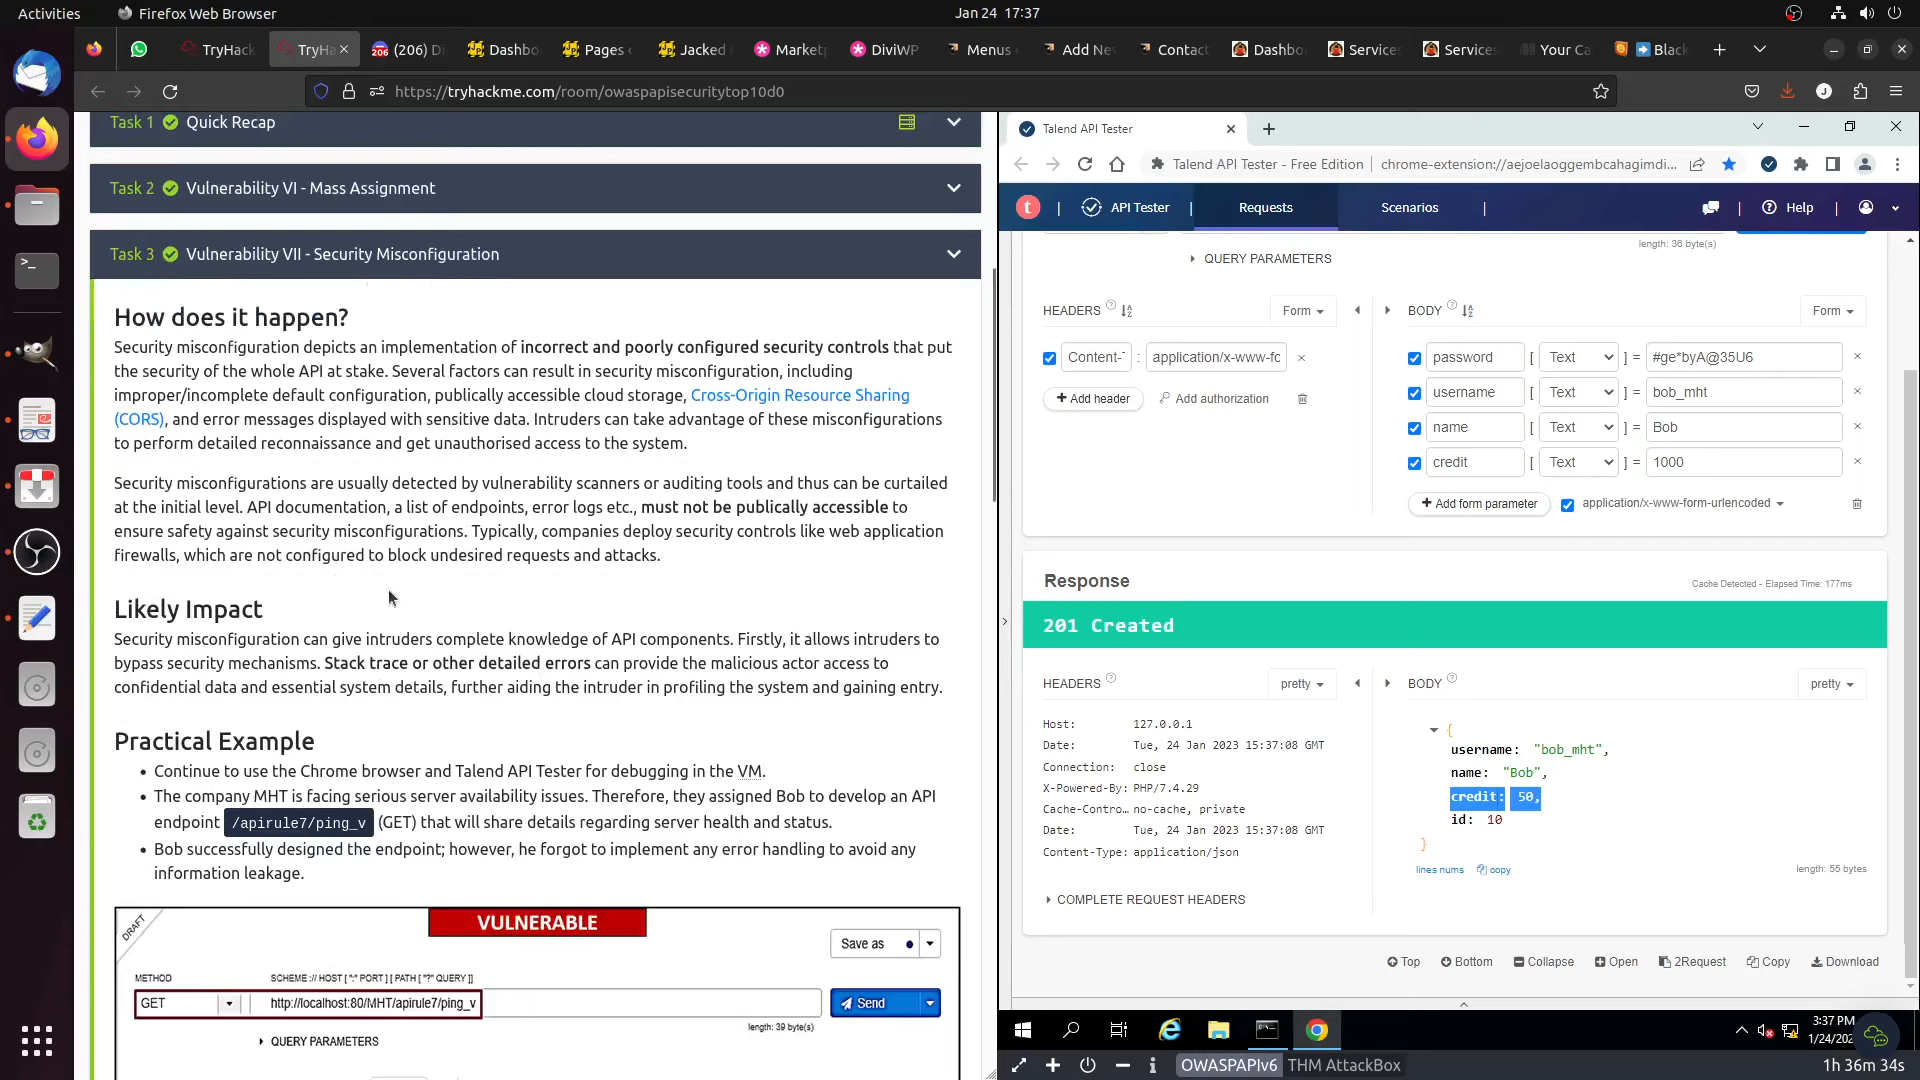 Activities
Firefox Web Browser
Jan 24 17:37
TryHack
TryHa
(206) Di
Dashbo
Pages
Jacked
Market
DiviWP
Menus
Add Ne
Contact
Dashbo
Services
Services
Your Ca
Black
https://tryhackme.com/room/owaspapisecuritytop10d0
Task 1 Quick Recap
Task 2 Vulnerability VI - Mass Assignment
Task 3 Vulnerability VII - Security Misconfiguration
How does it happen?
Security misconfiguration depicts an implementation of incorrect and poorly configured security controls that put
the security of the whole API at stake. Several factors can result in security misconfiguration, including
improper/incomplete default configuration, publically accessible cloud storage, Cross-Origin Resource Sharing
(CORS), and error messages displayed with sensitive data. Intruders can take advantage of these misconfigurations
to perform detailed reconnaissance and get unauthorised access to the system.
Security misconfigurations are usually detected by vulnerability scanners or auditing tools and thus can be curtailed
at the initial level. API documentation, a list of endpoints, error logs etc., must not be publically accessible to
ensure safety against security misconfigurations. Typically, companies deploy security controls like web application
firewalls, which are not configured to block undesired requests and attacks.
Likely Impact
Security misconfiguration can give intruders complete knowledge of API components. Firstly, it allows intruders to
bypass security mechanisms. Stack trace or other detailed errors can provide the malicious actor access to
confidential data and essential system details, further aiding the intruder in profiling the system and gaining entry.
Practical Example
• Continue to use the Chrome browser and Talend API Tester for debugging in the VM.
• The company MHT is facing serious server availability issues. Therefore, they assigned Bob to develop an API
endpoint /apirule7/ping_v (GET) that will share details regarding server health and status.
• Bob successfully designed the endpoint; however, he forgot to implement any error handling to avoid any
information leakage.
DRAFT
VULNERABLE
Save as
METHOD
SCHEME :// HOST [ ":" PORT ] [ PATH [ "?" QUERY ]]
GET
http://localhost:80/MHT/apirule7/ping_v
Send
length: 39 byte(s)
QUERY PARAMETERS
Talend API Tester
Talend API Tester - Free Edition
chrome-extension://aejoelaoggembcahagimdi...
API Tester
Requests
Scenarios
Help
length: 36 byte(s)
QUERY PARAMETERS
HEADERS
Form
BODY
Form
Content-T : application/x-www-fo
Add header
Add authorization
password [ Text ] = #ge*byA@35U6
username [ Text ] = bob_mht
name [ Text ] = Bob
credit [ Text ] = 1000
Add form parameter
application/x-www-form-urlencoded
Response
Cache Detected - Elapsed Time: 177ms
201 Created
HEADERS
pretty
BODY
pretty
Host: 127.0.0.1
Date: Tue, 24 Jan 2023 15:37:08 GMT
Connection: close
X-Powered-By: PHP/7.4.29
Cache-Contro… no-cache, private
Date: Tue, 24 Jan 2023 15:37:08 GMT
Content-Type: application/json
COMPLETE REQUEST HEADERS
{
username: "bob_mht",
name: "Bob",
credit: 50,
id: 10
}
lines nums
copy
length: 55 bytes
Top
Bottom
Collapse
Open
2Request
Copy
Download
3:37 PM
1/24/202
OWASPAPIv6
THM AttackBox
1h 36m 34s